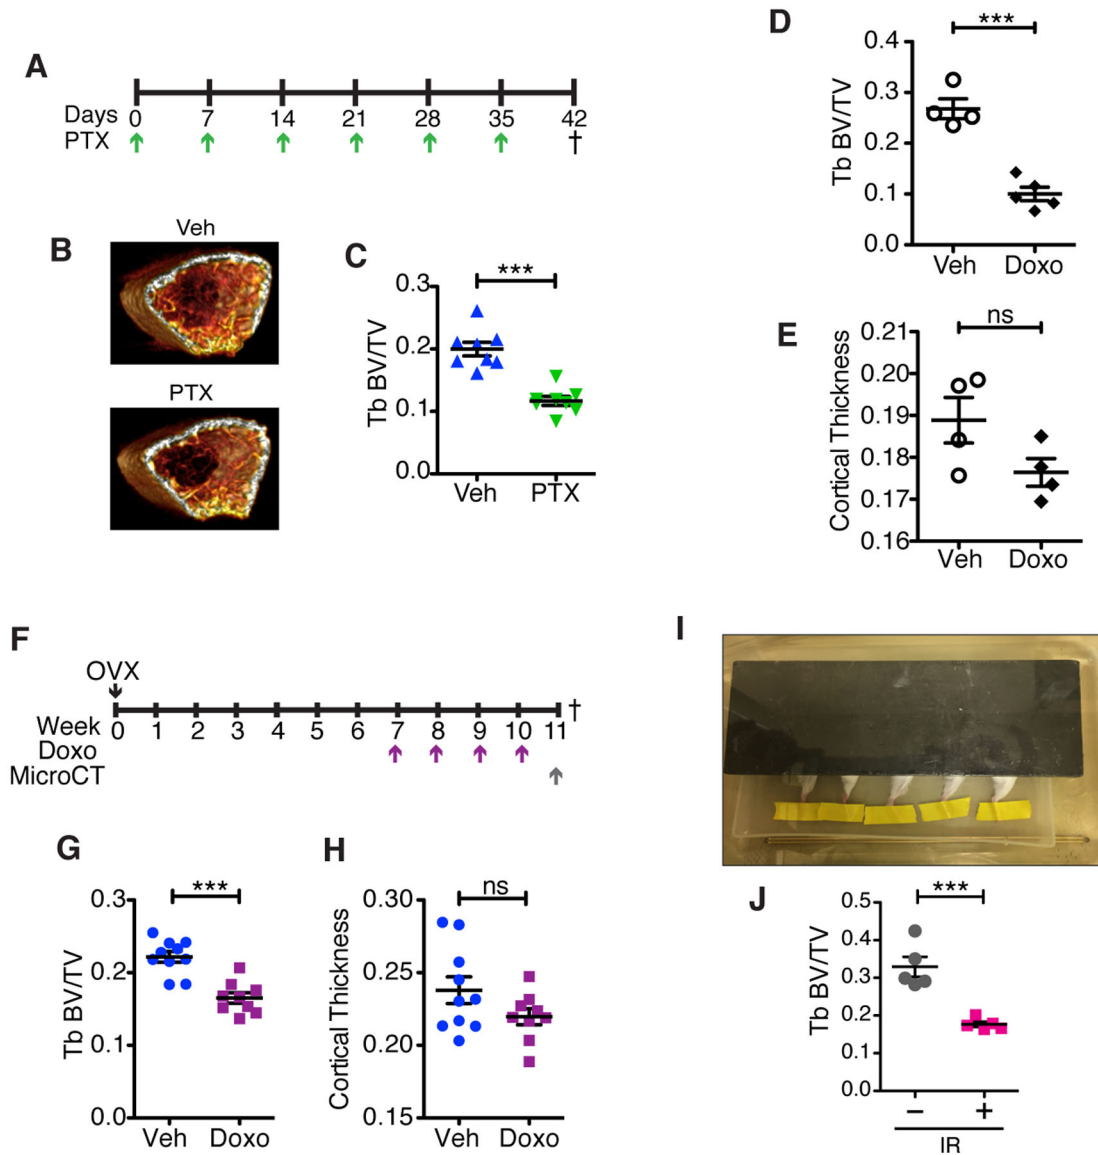 A
Days 0 7 14 21 28 35 42
PTX †
B
Veh
PTX
C
***
Tb BV/TV
0.3
0.2
0.1
0.0
Veh PTX
D
***
Tb BV/TV
0.4
0.3
0.2
0.1
0.0
Veh Doxo
E
ns
Cortical Thickness
0.21
0.20
0.19
0.18
0.17
0.16
Veh Doxo
F
OVX
†
Week 0 1 2 3 4 5 6 7 8 9 10 11
Doxo
MicroCT
G
***
Tb BV/TV
0.3
0.2
0.1
0.0
Veh Doxo
H
ns
Cortical Thickness
0.30
0.25
0.20
0.15
Veh Doxo
I
J
***
Tb BV/TV
0.5
0.4
0.3
0.2
0.1
0.0
− +
IR